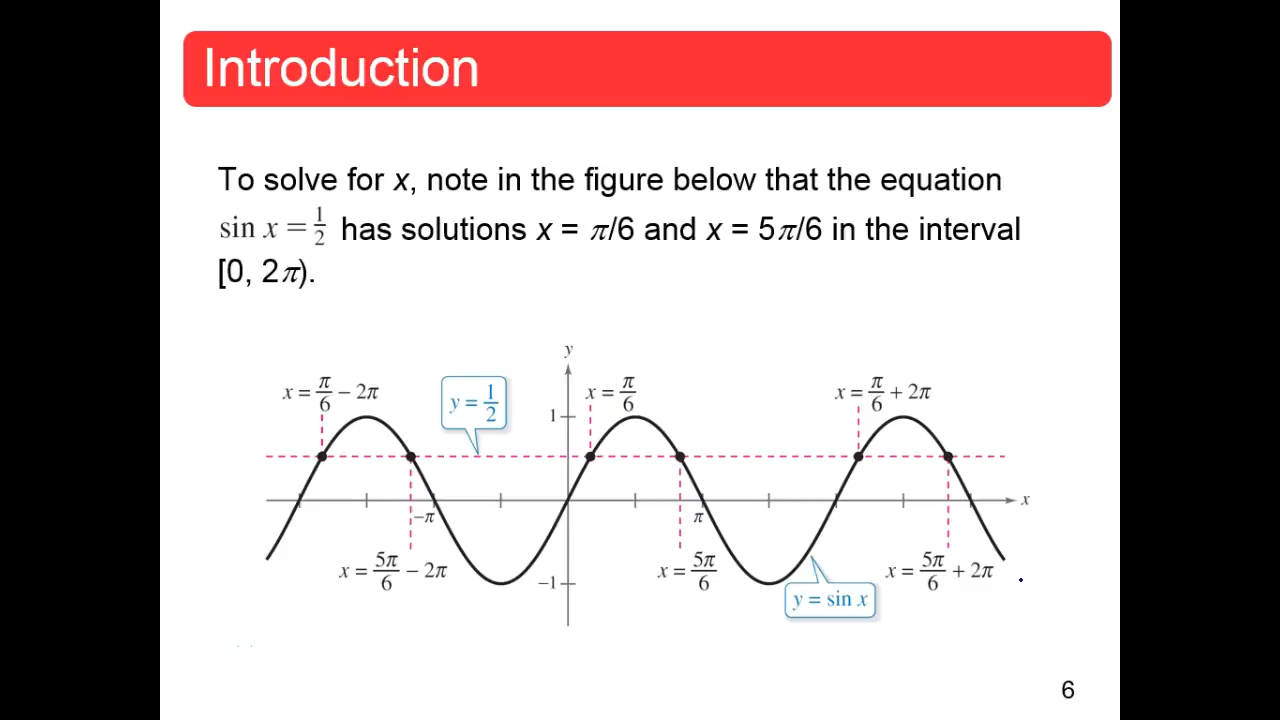 Introduction
To solve for x, note in the figure below that the equation
sin x = 1/2 has solutions x = π/6 and x = 5π/6 in the interval
[0, 2π).
y
x = π/6 − 2π
y = 1/2
1
x = π/6
x = π/6 + 2π
x
−π
π
x = 5π/6 − 2π
−1
x = 5π/6
y = sin x
x = 5π/6 + 2π
6